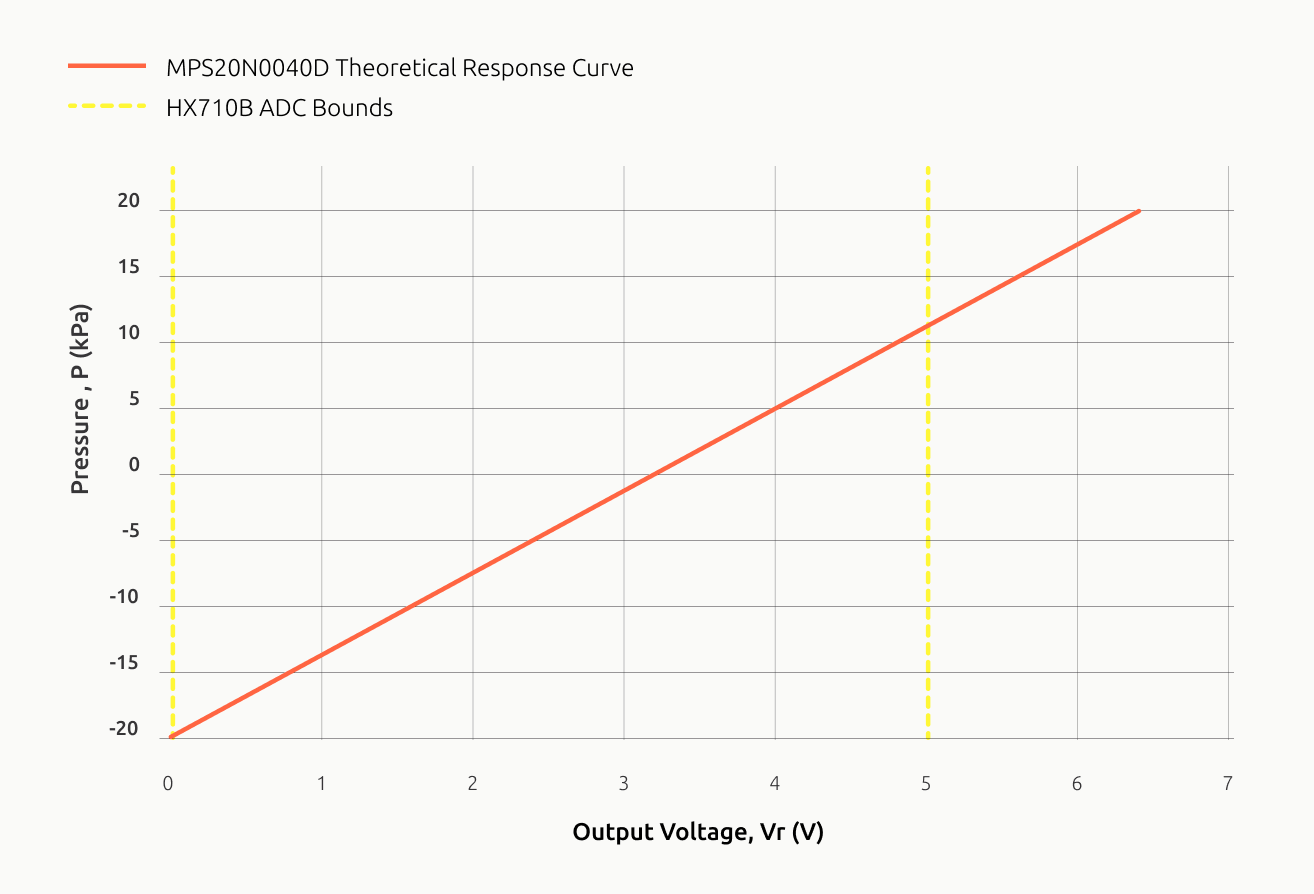 MPS20N0040D Theoretical Response Curve
HX710B ADC Bounds
20
15
10
5
0
-5
-10
-15
-20
Pressure , P (kPa)
0 1 2 3 4 5 6 7
Output Voltage, Vr (V)